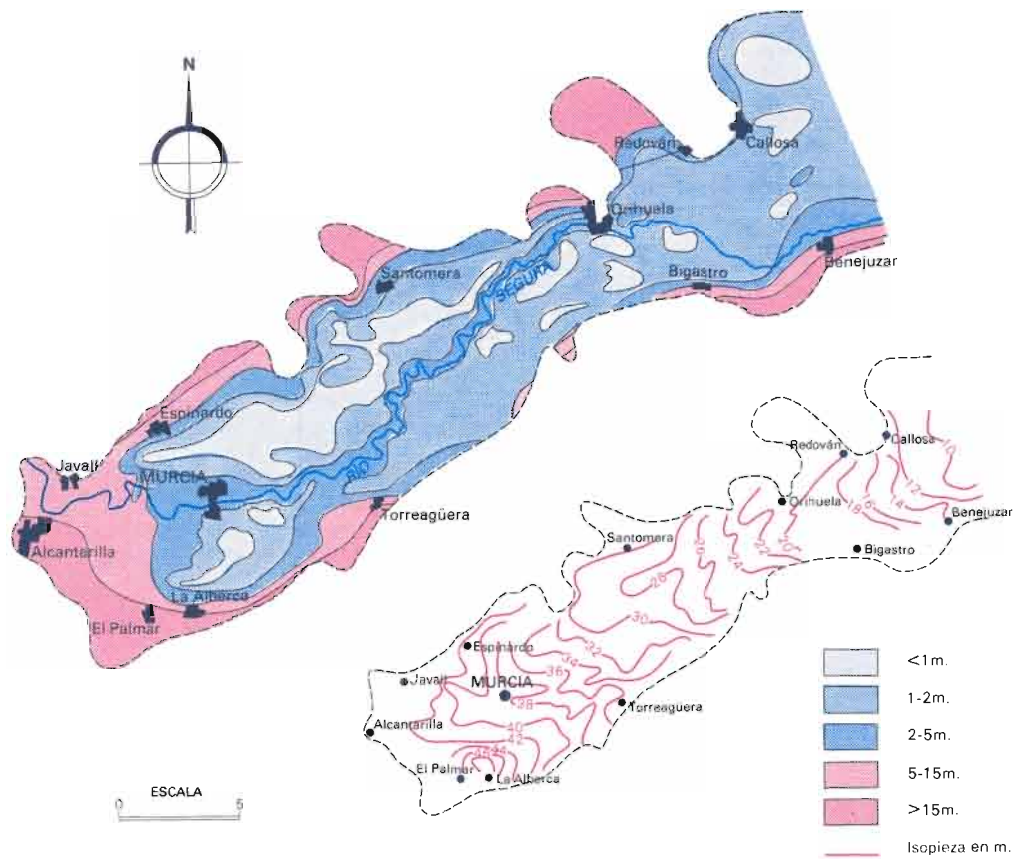 N
Redován
Callosa
Orihuela
Santomera
SEGURA
Bigastro
Benejuzar
Espinardo
Javalí
MURCIA
RIO
Torreagüera
Alcantarilla
La Alberca
El Palmar
ESCALA
0 5
Redován
Callosa
10
12
14
16
18
Orihuela
Benejuzar
Bigastro
Santomera
20
22
24
26
28
30
32
34
Espinardo
36
Javalí
MURCIA
38
Torreagüera
Alcantarilla
40
42
44
El Palmar
La Alberca
<1m.
1-2m.
2-5m.
5-15m.
>15m.
Isopieza en m.